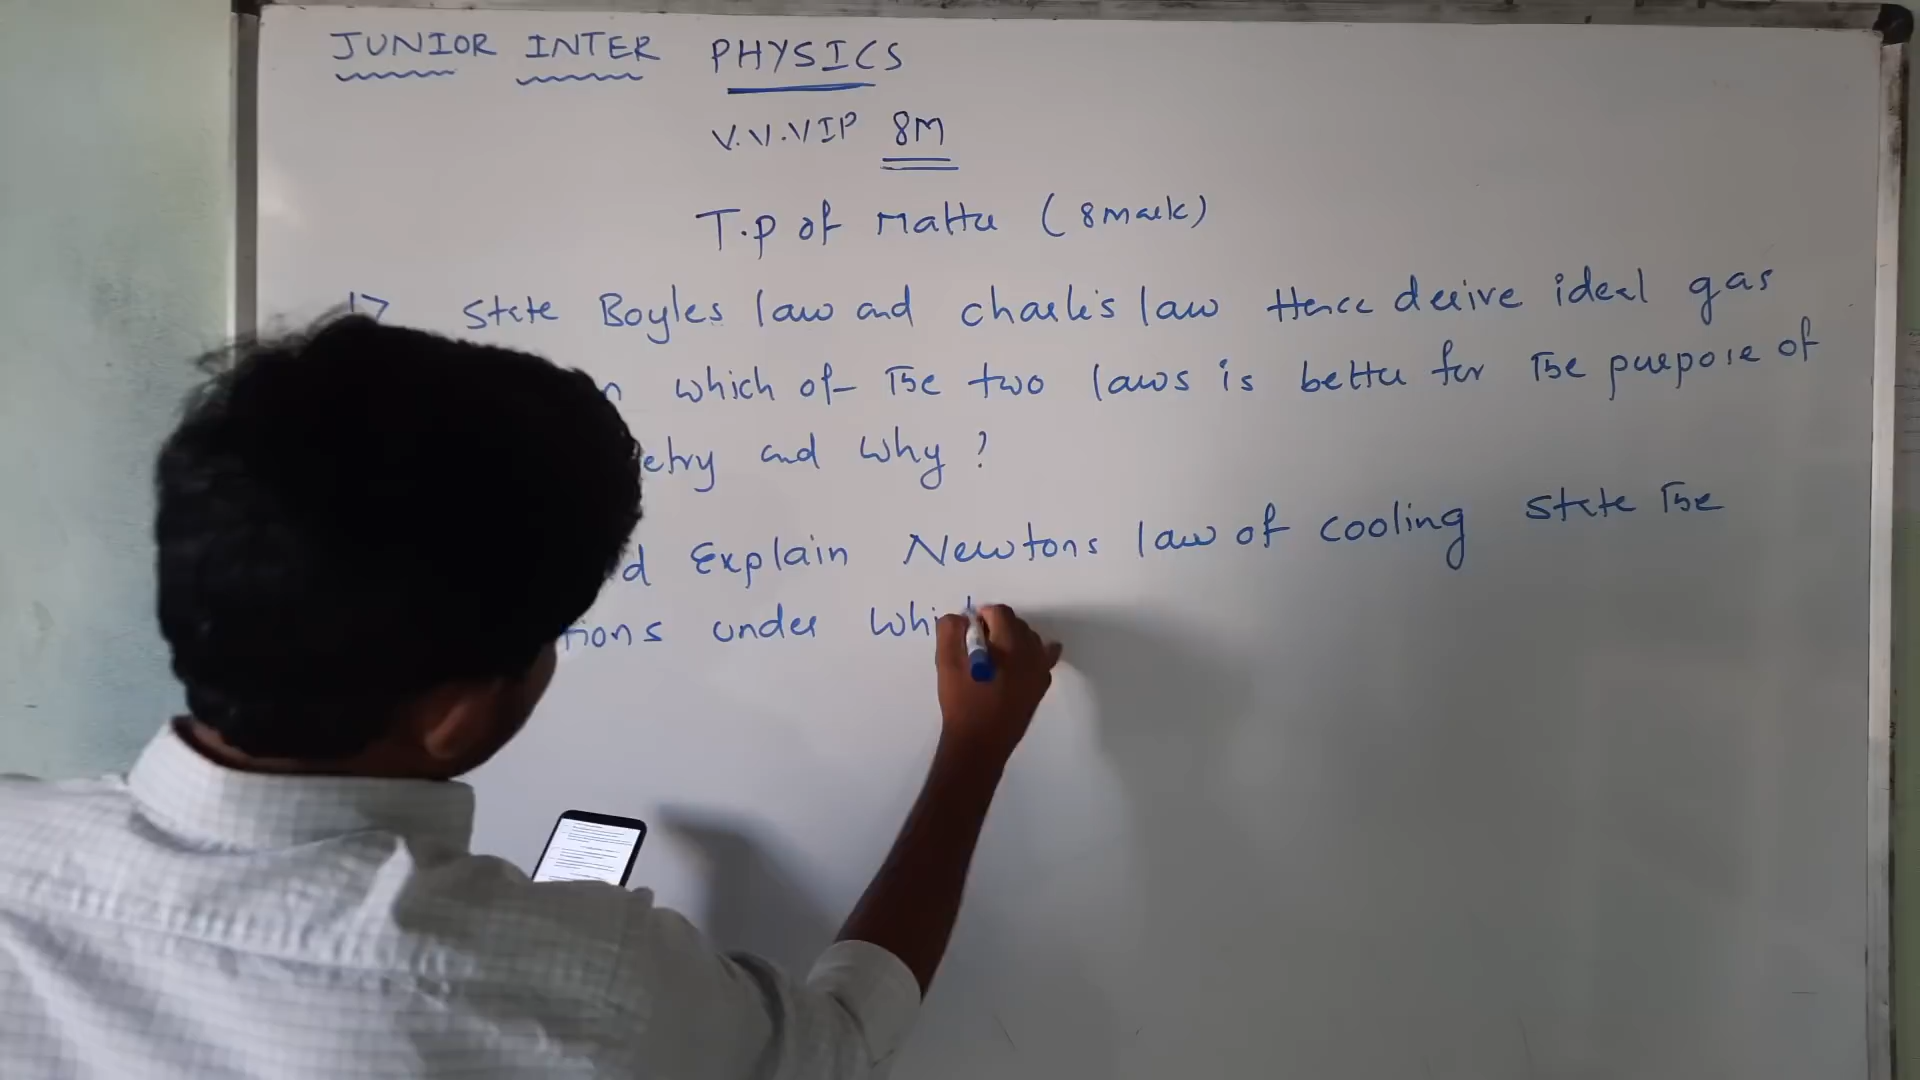 JUNIOR INTER PHYSICS
V.V.VIP 8M
T.P of Matter (8mark)
1> State Boyles law and charle's law Hence derive ideal gas
which of the two laws is better for the purpose of
etry and why ?
d Explain Newtons law of cooling State the
tions under whi